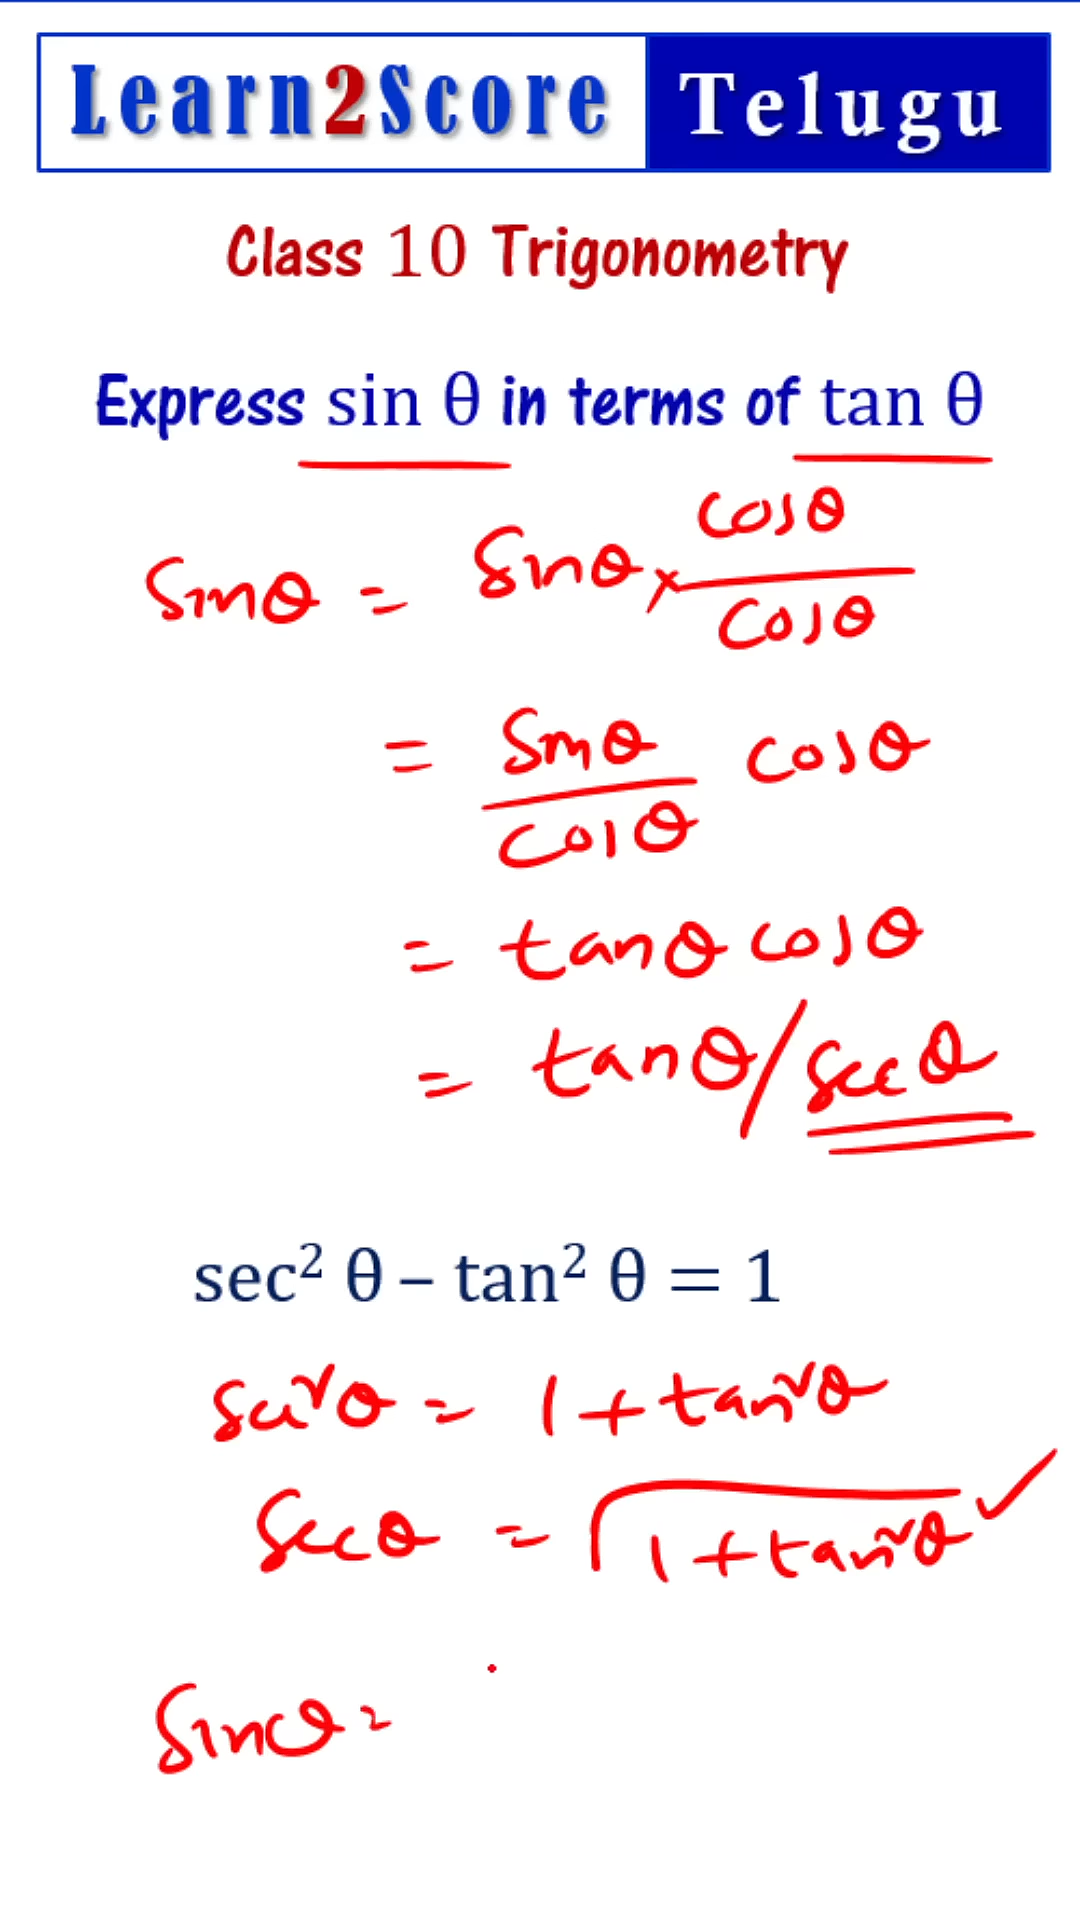 Learn2Score Telugu
Class 10 Trigonometry
Express sin θ in terms of tan θ
sinθ = sinθ × cosθ/cosθ
= sinθ/cosθ cosθ
= tanθ cosθ
= tanθ/secθ
sec² θ – tan² θ = 1
sec²θ = 1 + tan²θ
secθ = √1 + tan²θ ✓
sinθ =